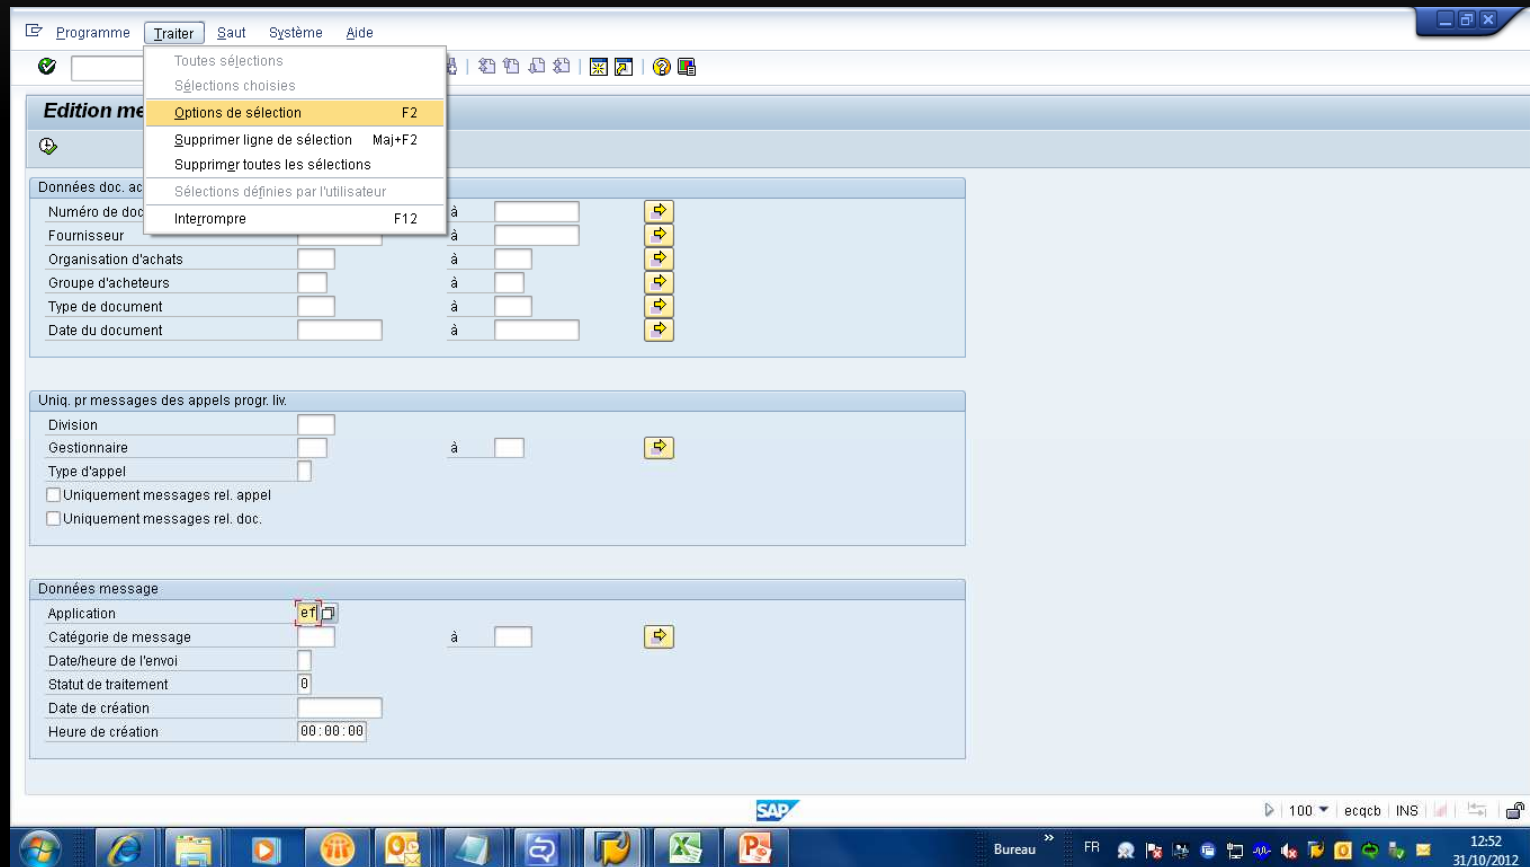 Programme Traiter Saut Système Aide
Toutes sélections
Sélections choisies
Options de sélection F2
Supprimer ligne de sélection Maj+F2
Supprimer toutes les sélections
Sélections définies par l'utilisateur
Interrompre F12
Edition me
Données doc. ac
Numéro de doc à
Fournisseur à
Organisation d'achats à
Groupe d'acheteurs à
Type de document à
Date du document à
Uniq. pr messages des appels progr. liv.
Division
Gestionnaire à
Type d'appel
Uniquement messages rel. appel
Uniquement messages rel. doc.
Données message
Application ef
Catégorie de message à
Date/heure de l'envoi
Statut de traitement 0
Date de création
Heure de création 00:00:00
SAP
100 ecqcb INS
Bureau » FR 12:52
31/10/2012